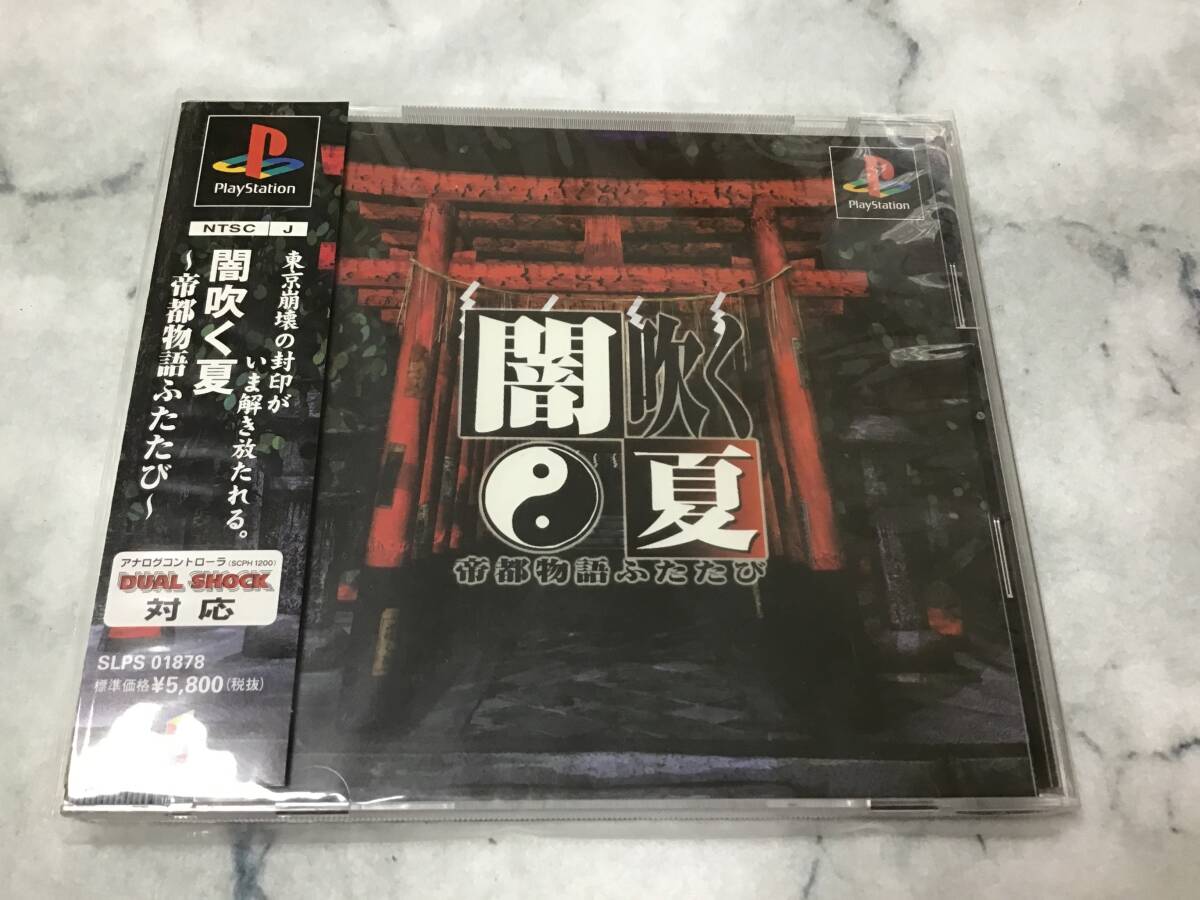 PlayStation
NTSC J
東京崩壊の封印が
いま解き放たれる。
闇吹く夏
～帝都物語ふたたび～
アナログコントローラ(SCPH 1200)
DUAL SHOCK
対応
SLPS 01878
標準価格¥5,800(税抜)
PlayStation
闇吹く
夏
帝都物語ふたたび